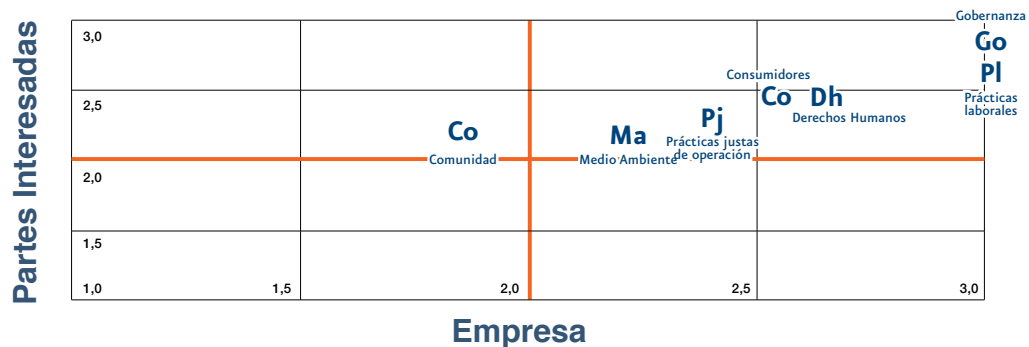 Partes Interesadas
3,0
2,5
2,0
1,5
1,0
1,5
2,0
2,5
3,0
Gobernanza
Go
Pl
Prácticas
laborales
Consumidores
Co
Dh
Derechos Humanos
Pj
Prácticas justas
de operación
Ma
Medio Ambiente
Co
Comunidad
Empresa